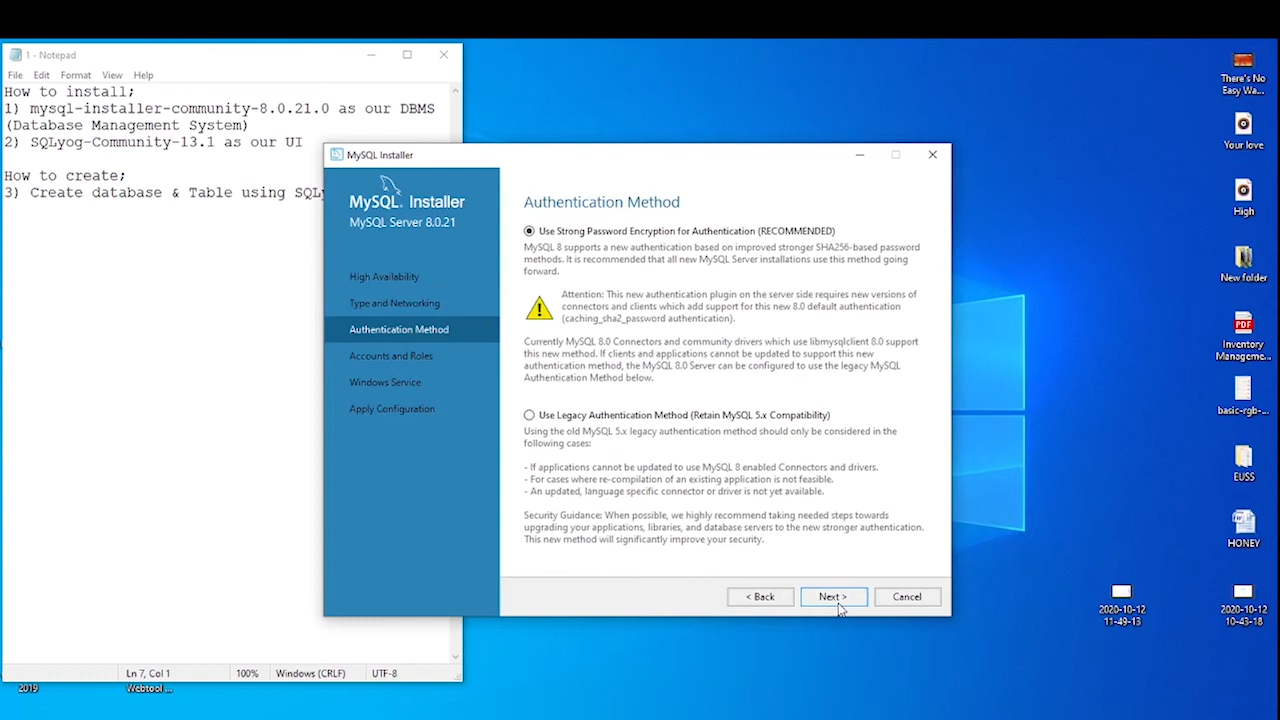 1 - Notepad
File Edit Format View Help
How to install;
1) mysql-installer-community-8.0.21.0 as our DBMS
(Database Management System)
2) SQLyog-Community-13.1 as our UI
How to create;
3) Create database & Table using SQLy
Ln 7, Col 1 100% Windows (CRLF) UTF-8
2019 Webtool ...
MySQL Installer
MySQL. Installer
MySQL Server 8.0.21
High Availability
Type and Networking
Authentication Method
Accounts and Roles
Windows Service
Apply Configuration
Authentication Method
Use Strong Password Encryption for Authentication (RECOMMENDED)
MySQL 8 supports a new authentication based on improved stronger SHA256-based password
methods. It is recommended that all new MySQL Server installations use this method going
forward.
Attention: This new authentication plugin on the server side requires new versions of
connectors and clients which add support for this new 8.0 default authentication
(caching_sha2_password authentication).
Currently MySQL 8.0 Connectors and community drivers which use libmysqlclient 8.0 support
this new method. If clients and applications cannot be updated to support this new
authentication method, the MySQL 8.0 Server can be configured to use the legacy MySQL
Authentication Method below.
Use Legacy Authentication Method (Retain MySQL 5.x Compatibility)
Using the old MySQL 5.x legacy authentication method should only be considered in the
following cases:
- If applications cannot be updated to use MySQL 8 enabled Connectors and drivers.
- For cases where re-compilation of an existing application is not feasible.
- An updated, language specific connector or driver is not yet available.
Security Guidance: When possible, we highly recommend taking needed steps towards
upgrading your applications, libraries, and database servers to the new stronger authentication.
This new method will significantly improve your security.
< Back Next > Cancel
There's No
Easy Wa...
Your love
High
New folder
PDF
Inventory
Manageme...
basic-rgb-...
EUSS
HONEY
2020-10-12
11-49-13
2020-10-12
10-43-18